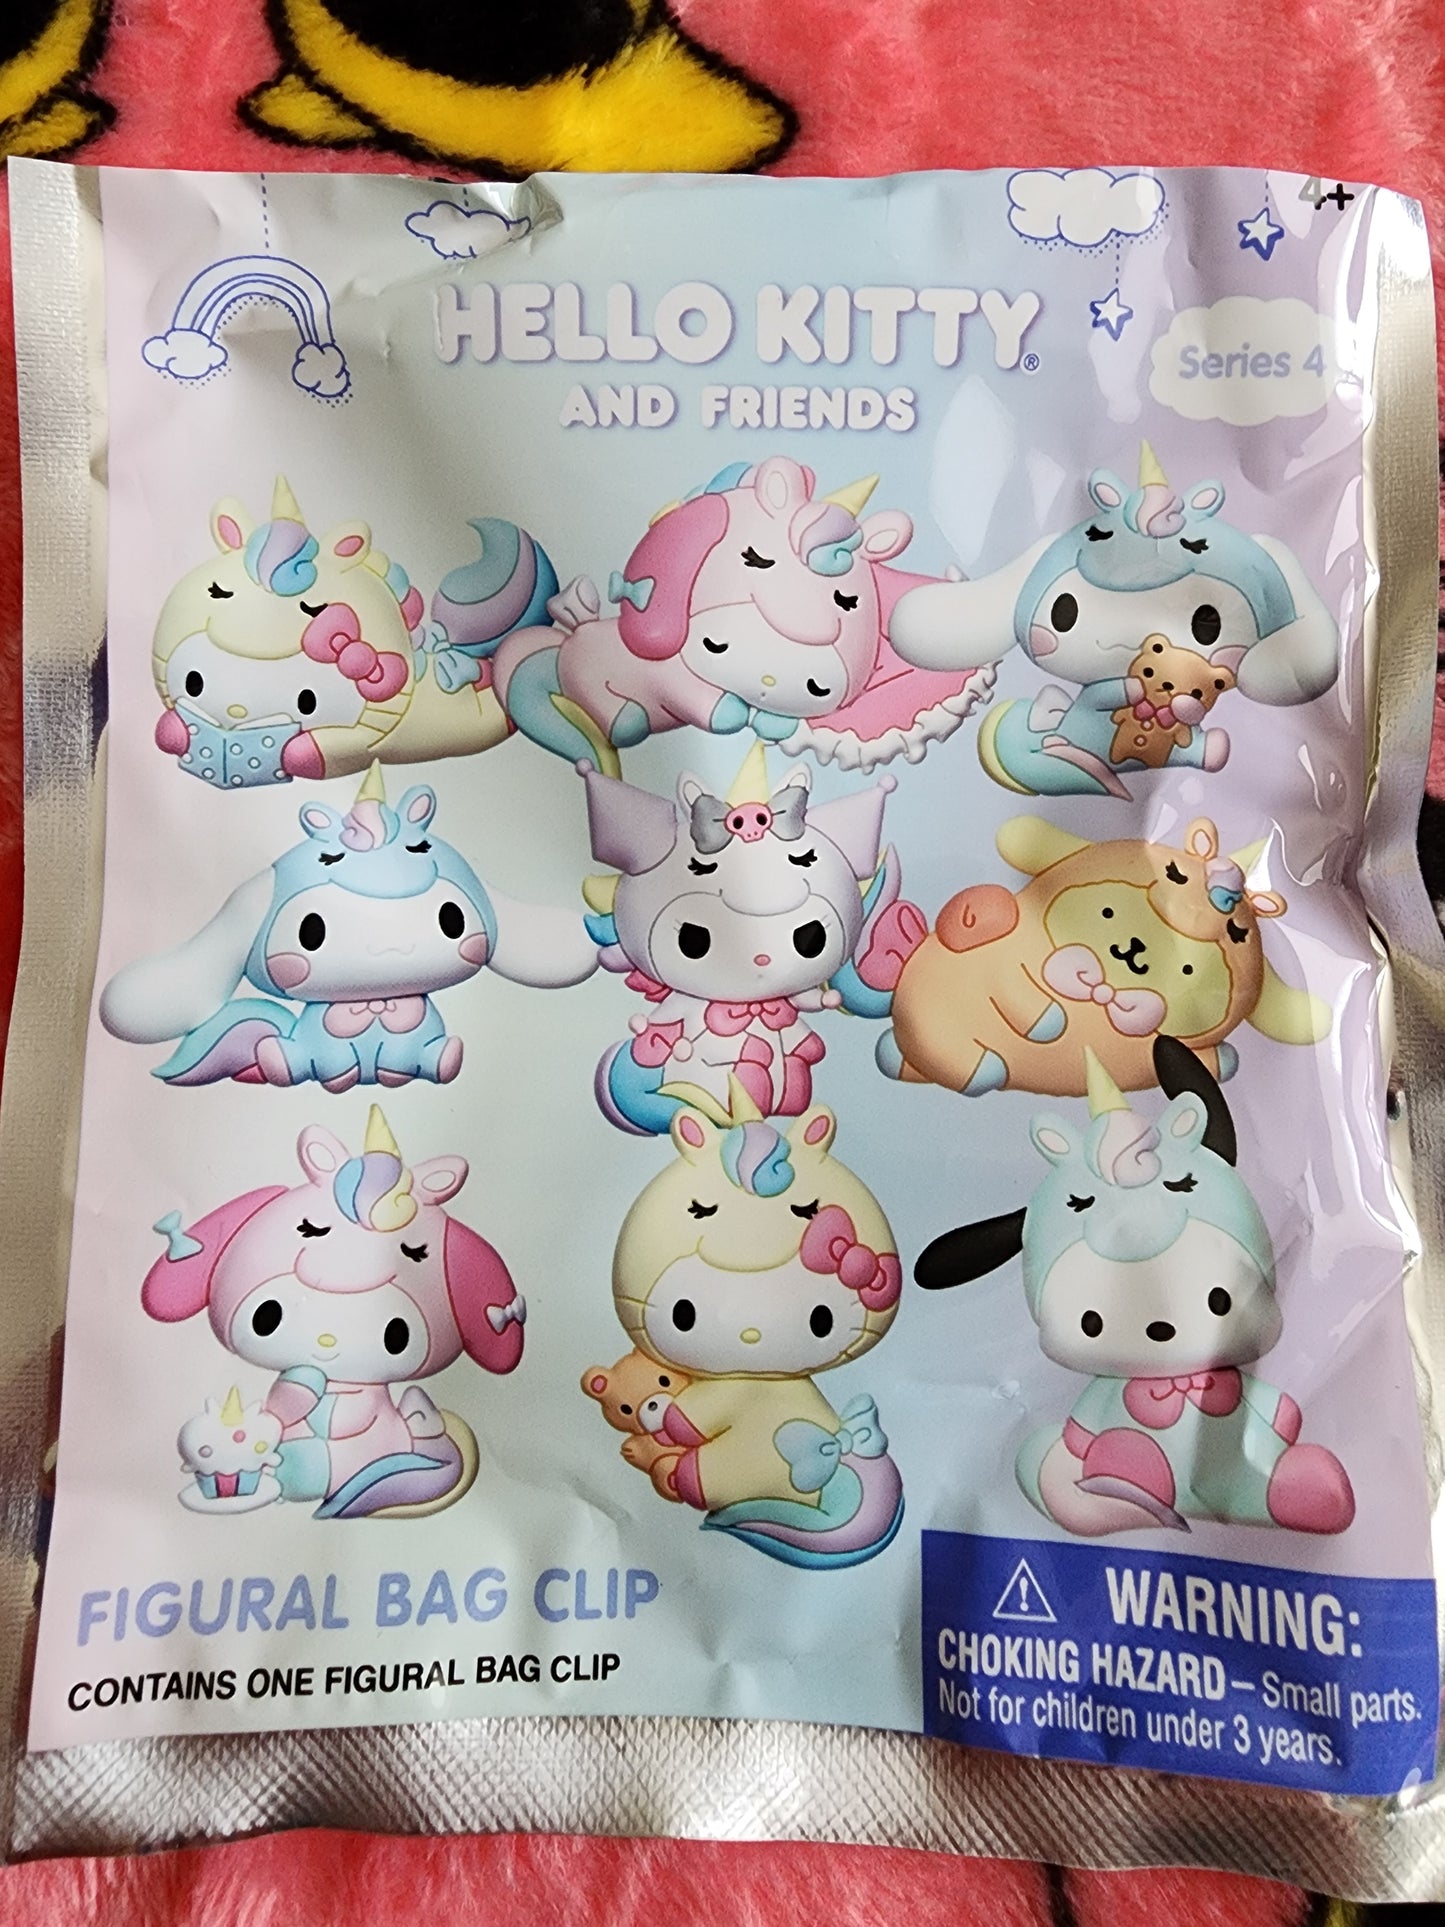 4+
HELLO KITTY®
AND FRIENDS
Series 4
FIGURAL BAG CLIP
CONTAINS ONE FIGURAL BAG CLIP
WARNING:
CHOKING HAZARD – Small parts.
Not for children under 3 years.